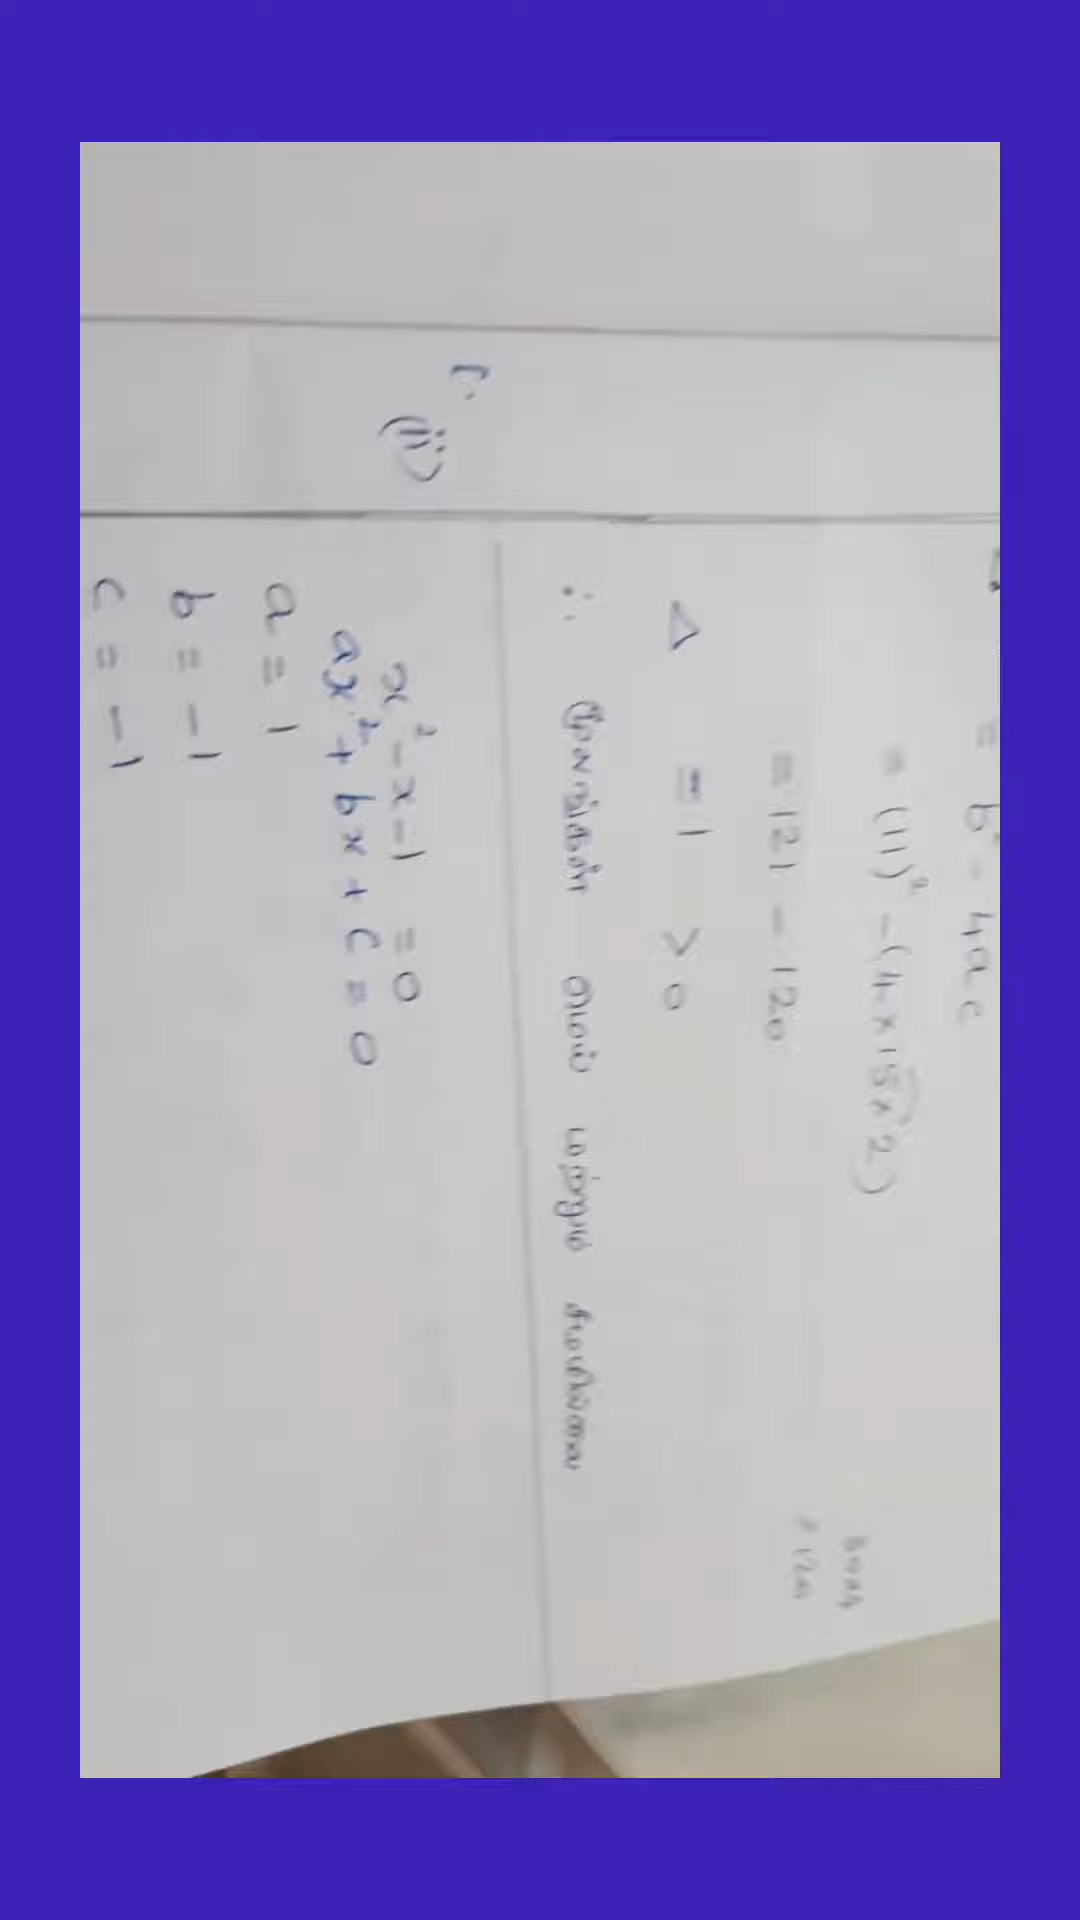 = b² - 4ac
= (11)² - (4 × 15 × 2)
= 121 - 120
Δ = 1 > 0
∴ மூலங்கள் மெய் மற்றும் சமமில்லை
(ii) x² - x - 1 = 0
ax² + bx + c = 0
a = 1
b = -1
c = -1